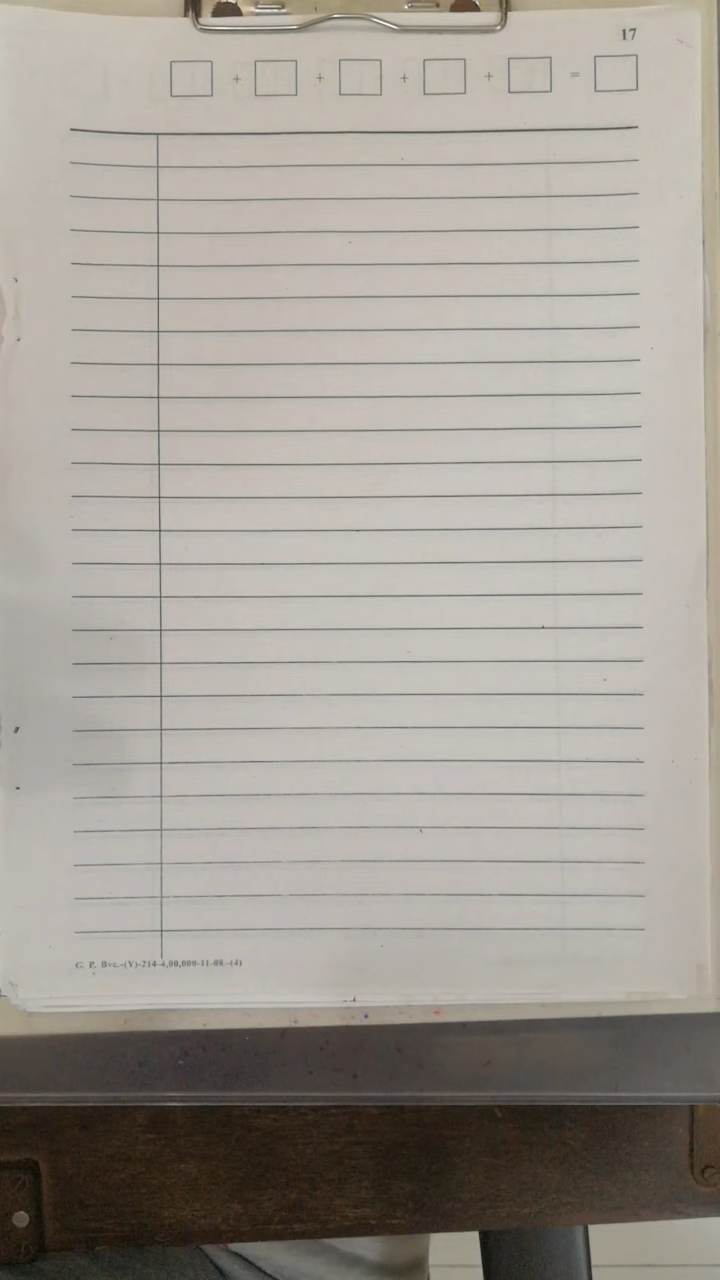 17
+ + + + =
G. P. Bvc.-(Y)-214-4,00,000-11-08.-(4)